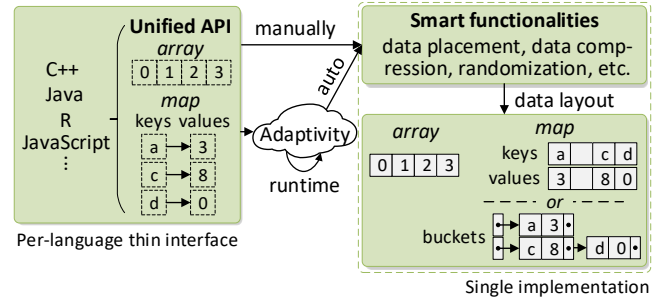 Unified API
array
0 1 2 3
map
keys values
a 3
c 8
d 0
C++
Java
R
JavaScript
⋮
Per-language thin interface
manually
auto
Adaptivity
runtime
Smart functionalities
data placement, data comp-
ression, randomization, etc.
data layout
array
0 1 2 3
map
keys a c d
values 3 8 0
or
buckets
a 3
c 8 d 0
Single implementation